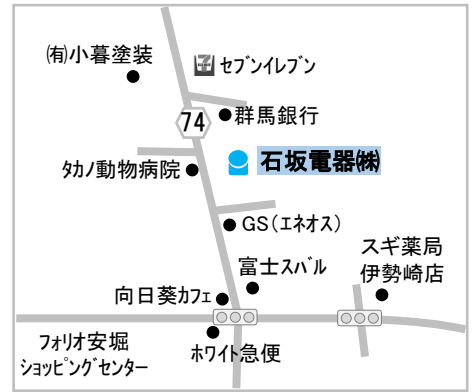 ㈲小暮塗装
セブンイレブン
74
群馬銀行
石坂電器㈱
タカノ動物病院
GS(エネオス)
スギ薬局
伊勢崎店
富士スバル
向日葵カフェ
フォリオ安堀
ショッピングセンター
ホワイト急便